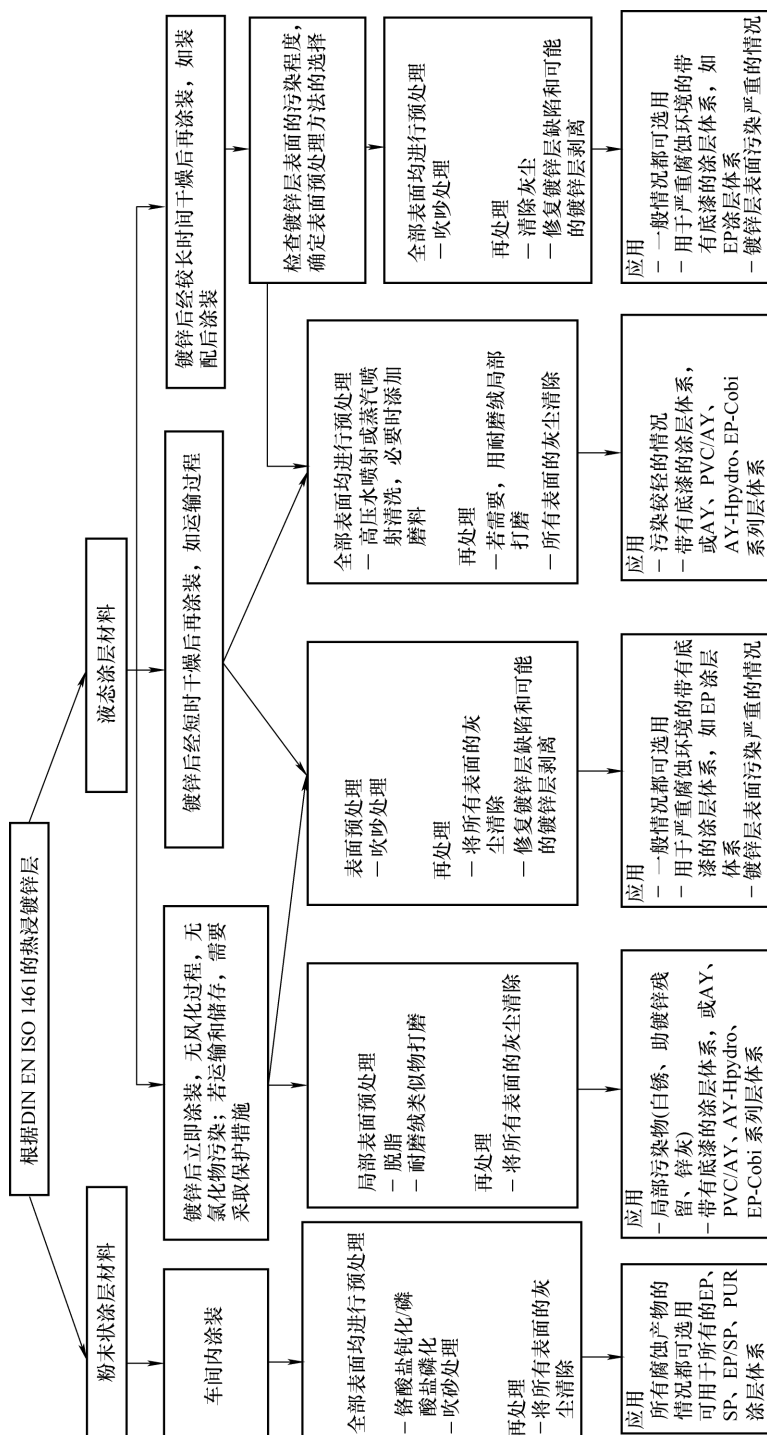 根据DIN EN ISO 1461的热浸镀锌层
粉末状涂层材料
液态涂层材料
车间内涂装
镀锌后立即涂装，无风化过程，无
氯化物污染；若运输和储存，需要
采取保护措施
镀锌后经短时干燥后再涂装，如运输过程
镀锌后经较长时间干燥后再涂装，如装
配后涂装
检查镀锌层表面的污染程度，
确定表面预处理方法的选择
全部表面均进行预处理
－铬酸盐钝化/磷
酸盐磷化
－吹砂处理
再处理
－将所有表面的灰
尘清除
局部表面预处理
－脱脂
－耐磨绒类似物打磨
再处理
－将所有表面的灰尘清除
表面预处理
－吹吵处理
再处理
－将所有表面的灰
尘清除
－修复镀锌层缺陷和可能
的镀锌层剥离
全部表面均进行预处理
－高压水喷射或蒸汽喷
射清洗，必要时添加
磨料
再处理
－若需要，用耐磨绒局部
打磨
－所有表面的灰尘清除
全部表面均进行预处理
－吹吵处理
再处理
－清除灰尘
－修复镀锌层缺陷和可能
的镀锌层剥离
应用
所有腐蚀产物的
情况都可选用
可用于所有的EP、
SP、EP/SP、PUR
涂层体系
应用
－局部污染物(白锈、助镀锌残
留、锌灰)
－带有底漆的涂层体系，或AY、
PVC/AY、AY-Hpydro、
EP-Cobi 系列层体系
应用
－一般情况都可选用
－用于严重腐蚀环境的带有底
漆的涂层体系，如EP涂层
体系
－镀锌层表面污染严重的情况
应用
－污染较轻的情况
－带有底漆的涂层体系，
或AY、PVC/AY、
AY-Hpydro、EP-Cobi
系列层体系
应用
－一般情况都可选用
－用于严重腐蚀环境的带
有底漆的涂层体系，如
EP涂层体系
－镀锌层表面污染严重的情况